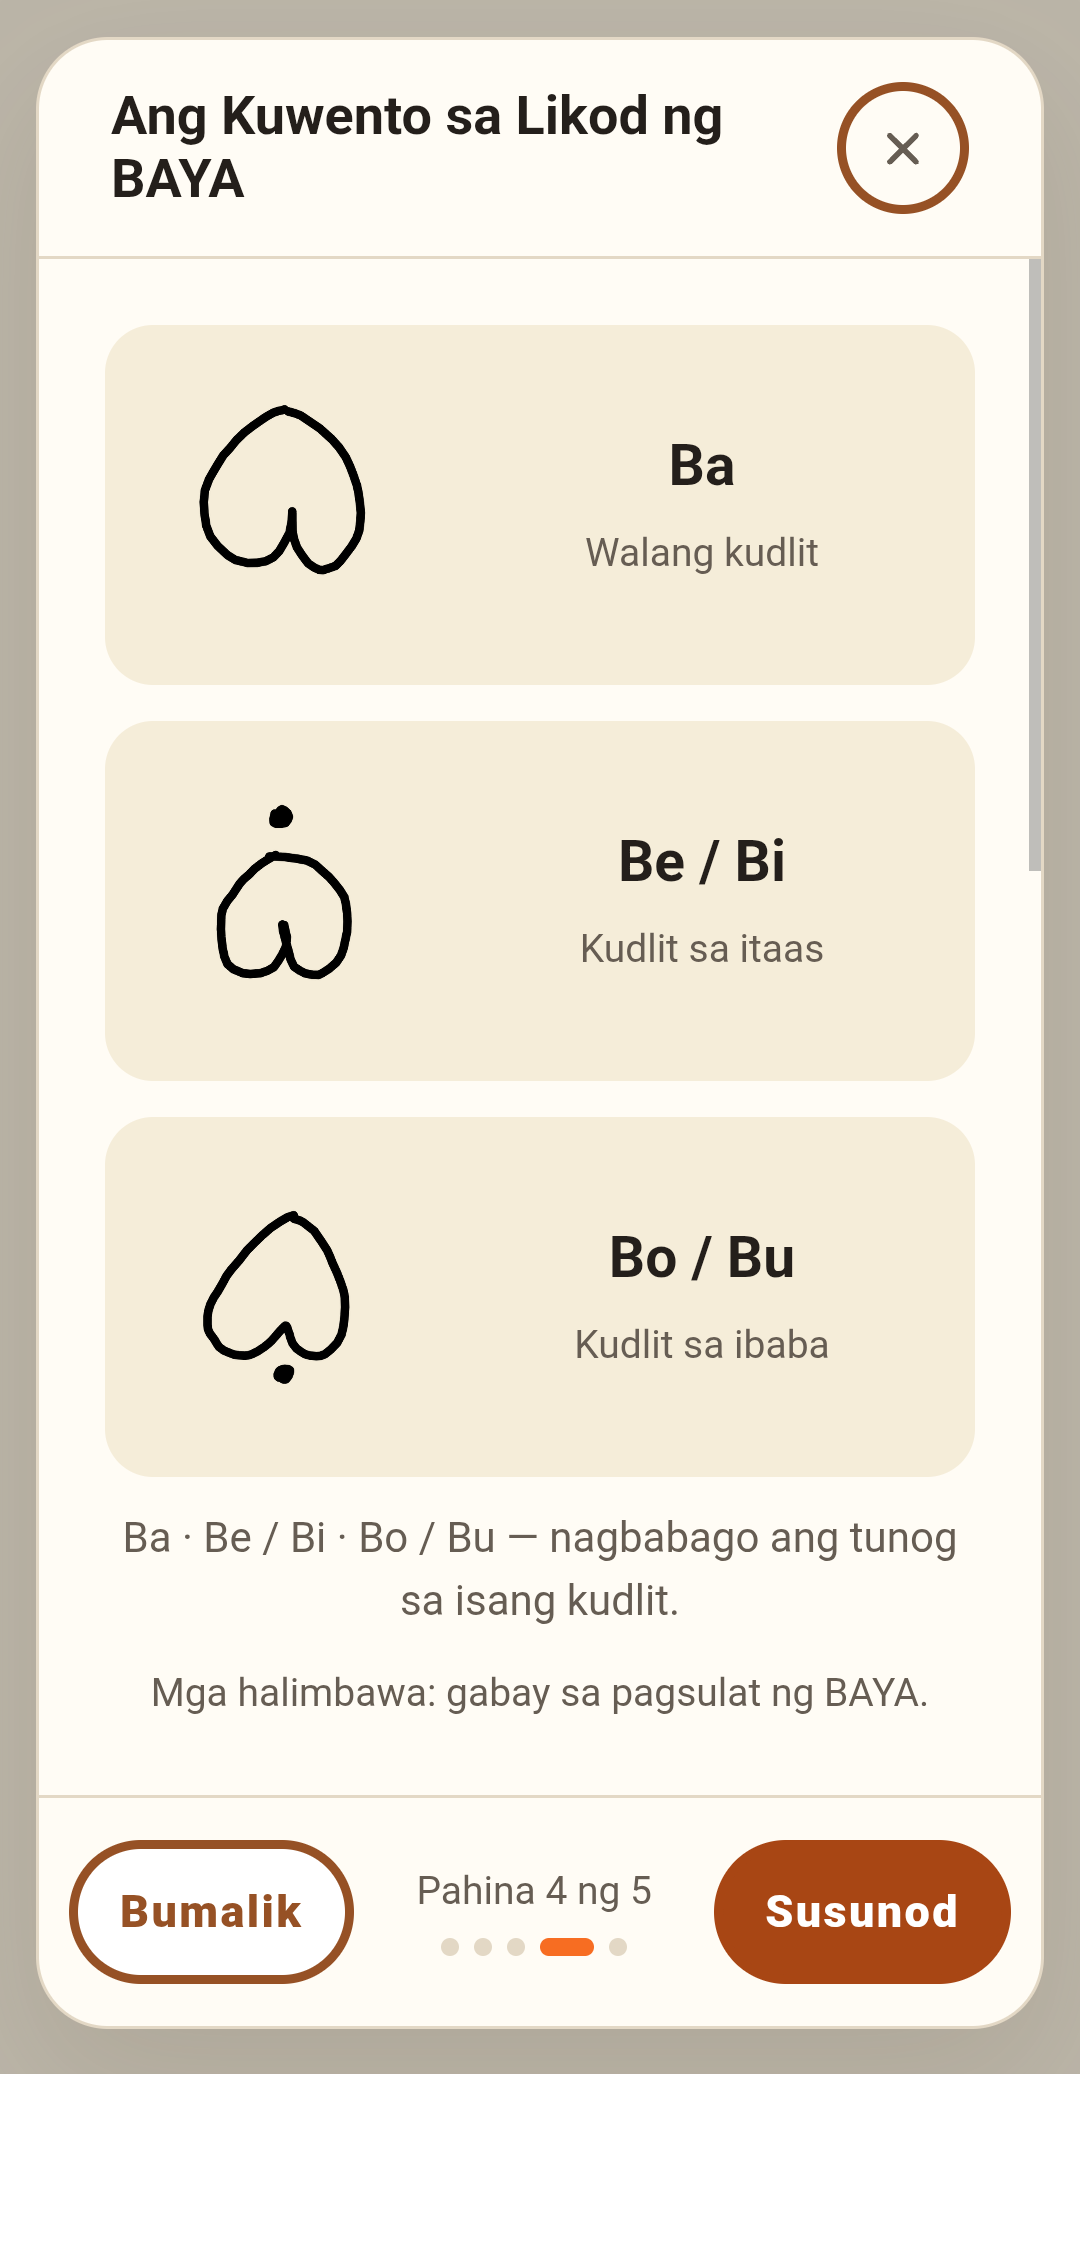 Ang Kuwento sa Likod ng
BAYA
ᜊ
Ba
Walang kudlit
ᜊᜒ
Be / Bi
Kudlit sa itaas
ᜊᜓ
Bo / Bu
Kudlit sa ibaba
Ba · Be / Bi · Bo / Bu — nagbabago ang tunog
sa isang kudlit.
Mga halimbawa: gabay sa pagsulat ng BAYA.
Bumalik
Pahina 4 ng 5
Susunod